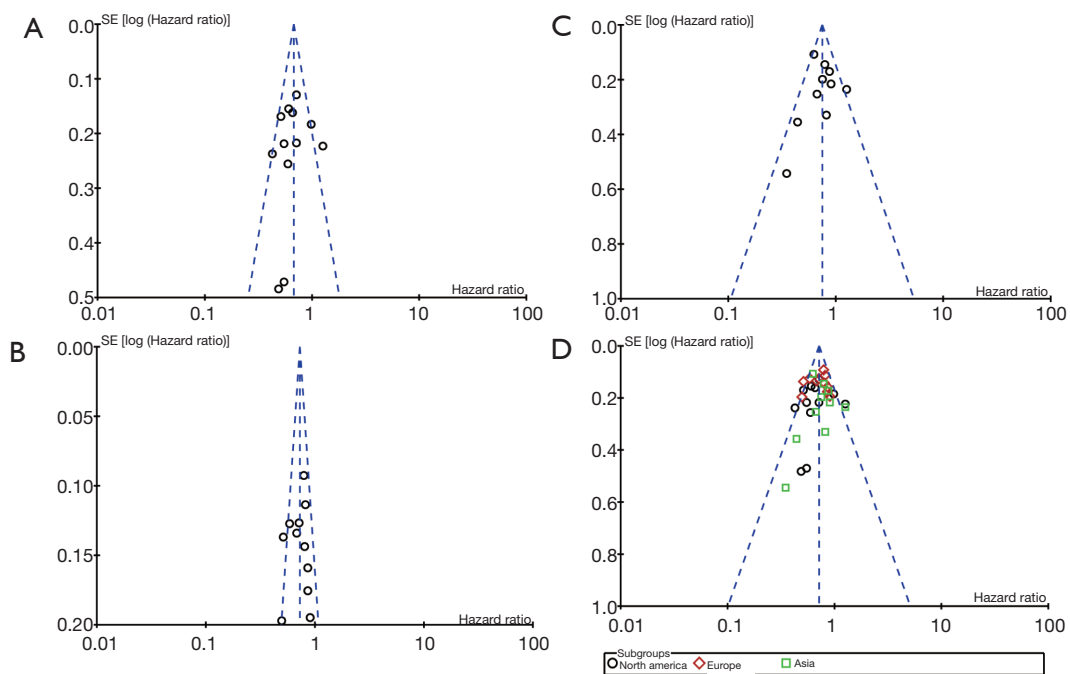 A
SE [log (Hazard ratio)]
0.0
0.1
0.2
0.3
0.4
0.5
Hazard ratio
0.01 0.1 1 10 100
B
SE [log (Hazard ratio)]
0.00
0.05
0.10
0.15
0.20
Hazard ratio
0.01 0.1 1 10 100
C
SE [log (Hazard ratio)]
0.0
0.2
0.4
0.6
0.8
1.0
Hazard ratio
0.01 0.1 1 10 100
D
SE [log (Hazard ratio)]
0.0
0.2
0.4
0.6
0.8
1.0
Hazard ratio
0.01 0.1 1 10 100
Subgroups
North america Europe Asia